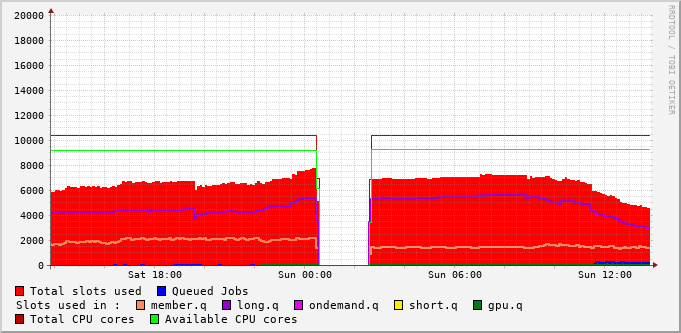 20000
18000
16000
14000
12000
10000
8000
6000
4000
2000
0
Sat 18:00 Sun 00:00 Sun 06:00 Sun 12:00
RRDTOOL / TOBI OETIKER
Total slots used Queued Jobs
Slots used in : member.q long.q ondemand.q short.q gpu.q
Total CPU cores Available CPU cores